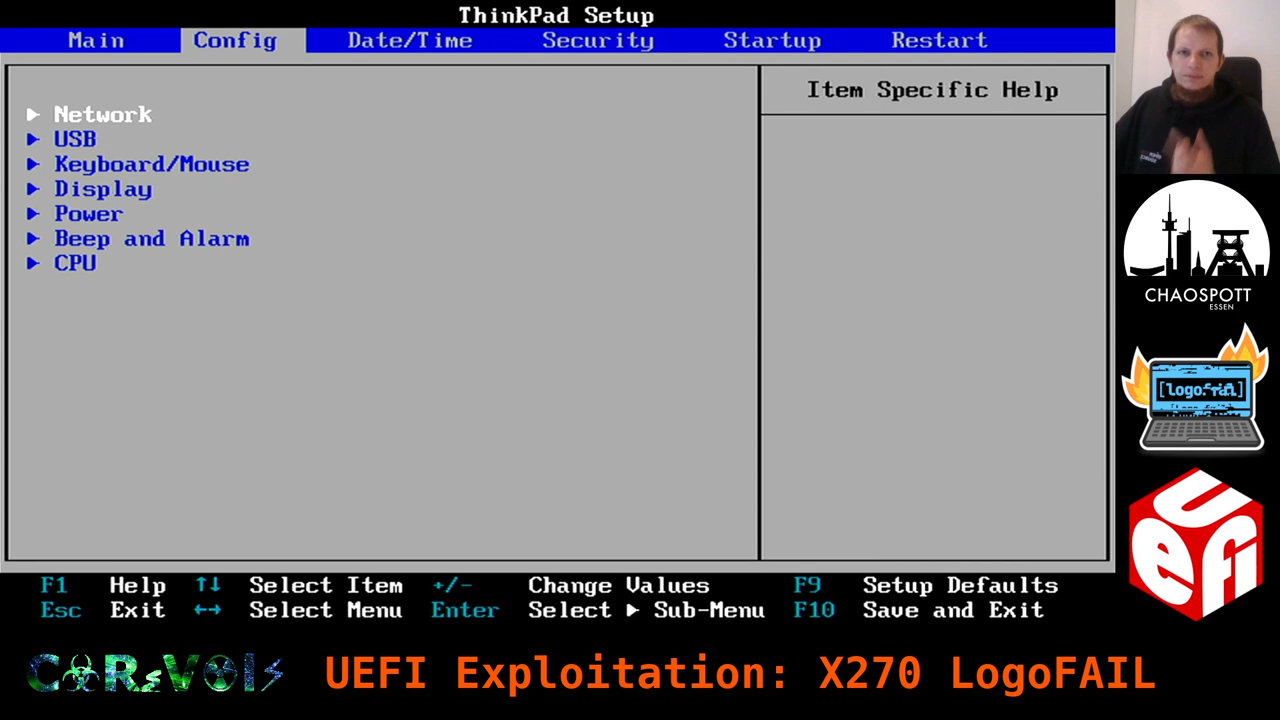 ThinkPad Setup
Main Config Date/Time Security Startup Restart
Item Specific Help
Network
USB
Keyboard/Mouse
Display
Power
Beep and Alarm
CPU
F1 Help ↑↓ Select Item +/- Change Values F9 Setup Defaults
Esc Exit ←→ Select Menu Enter Select ▶ Sub-Menu F10 Save and Exit
CHAOSPOTT
ESSEN
[logofail]
UEFI
UEFI Exploitation: X270 LogoFAIL